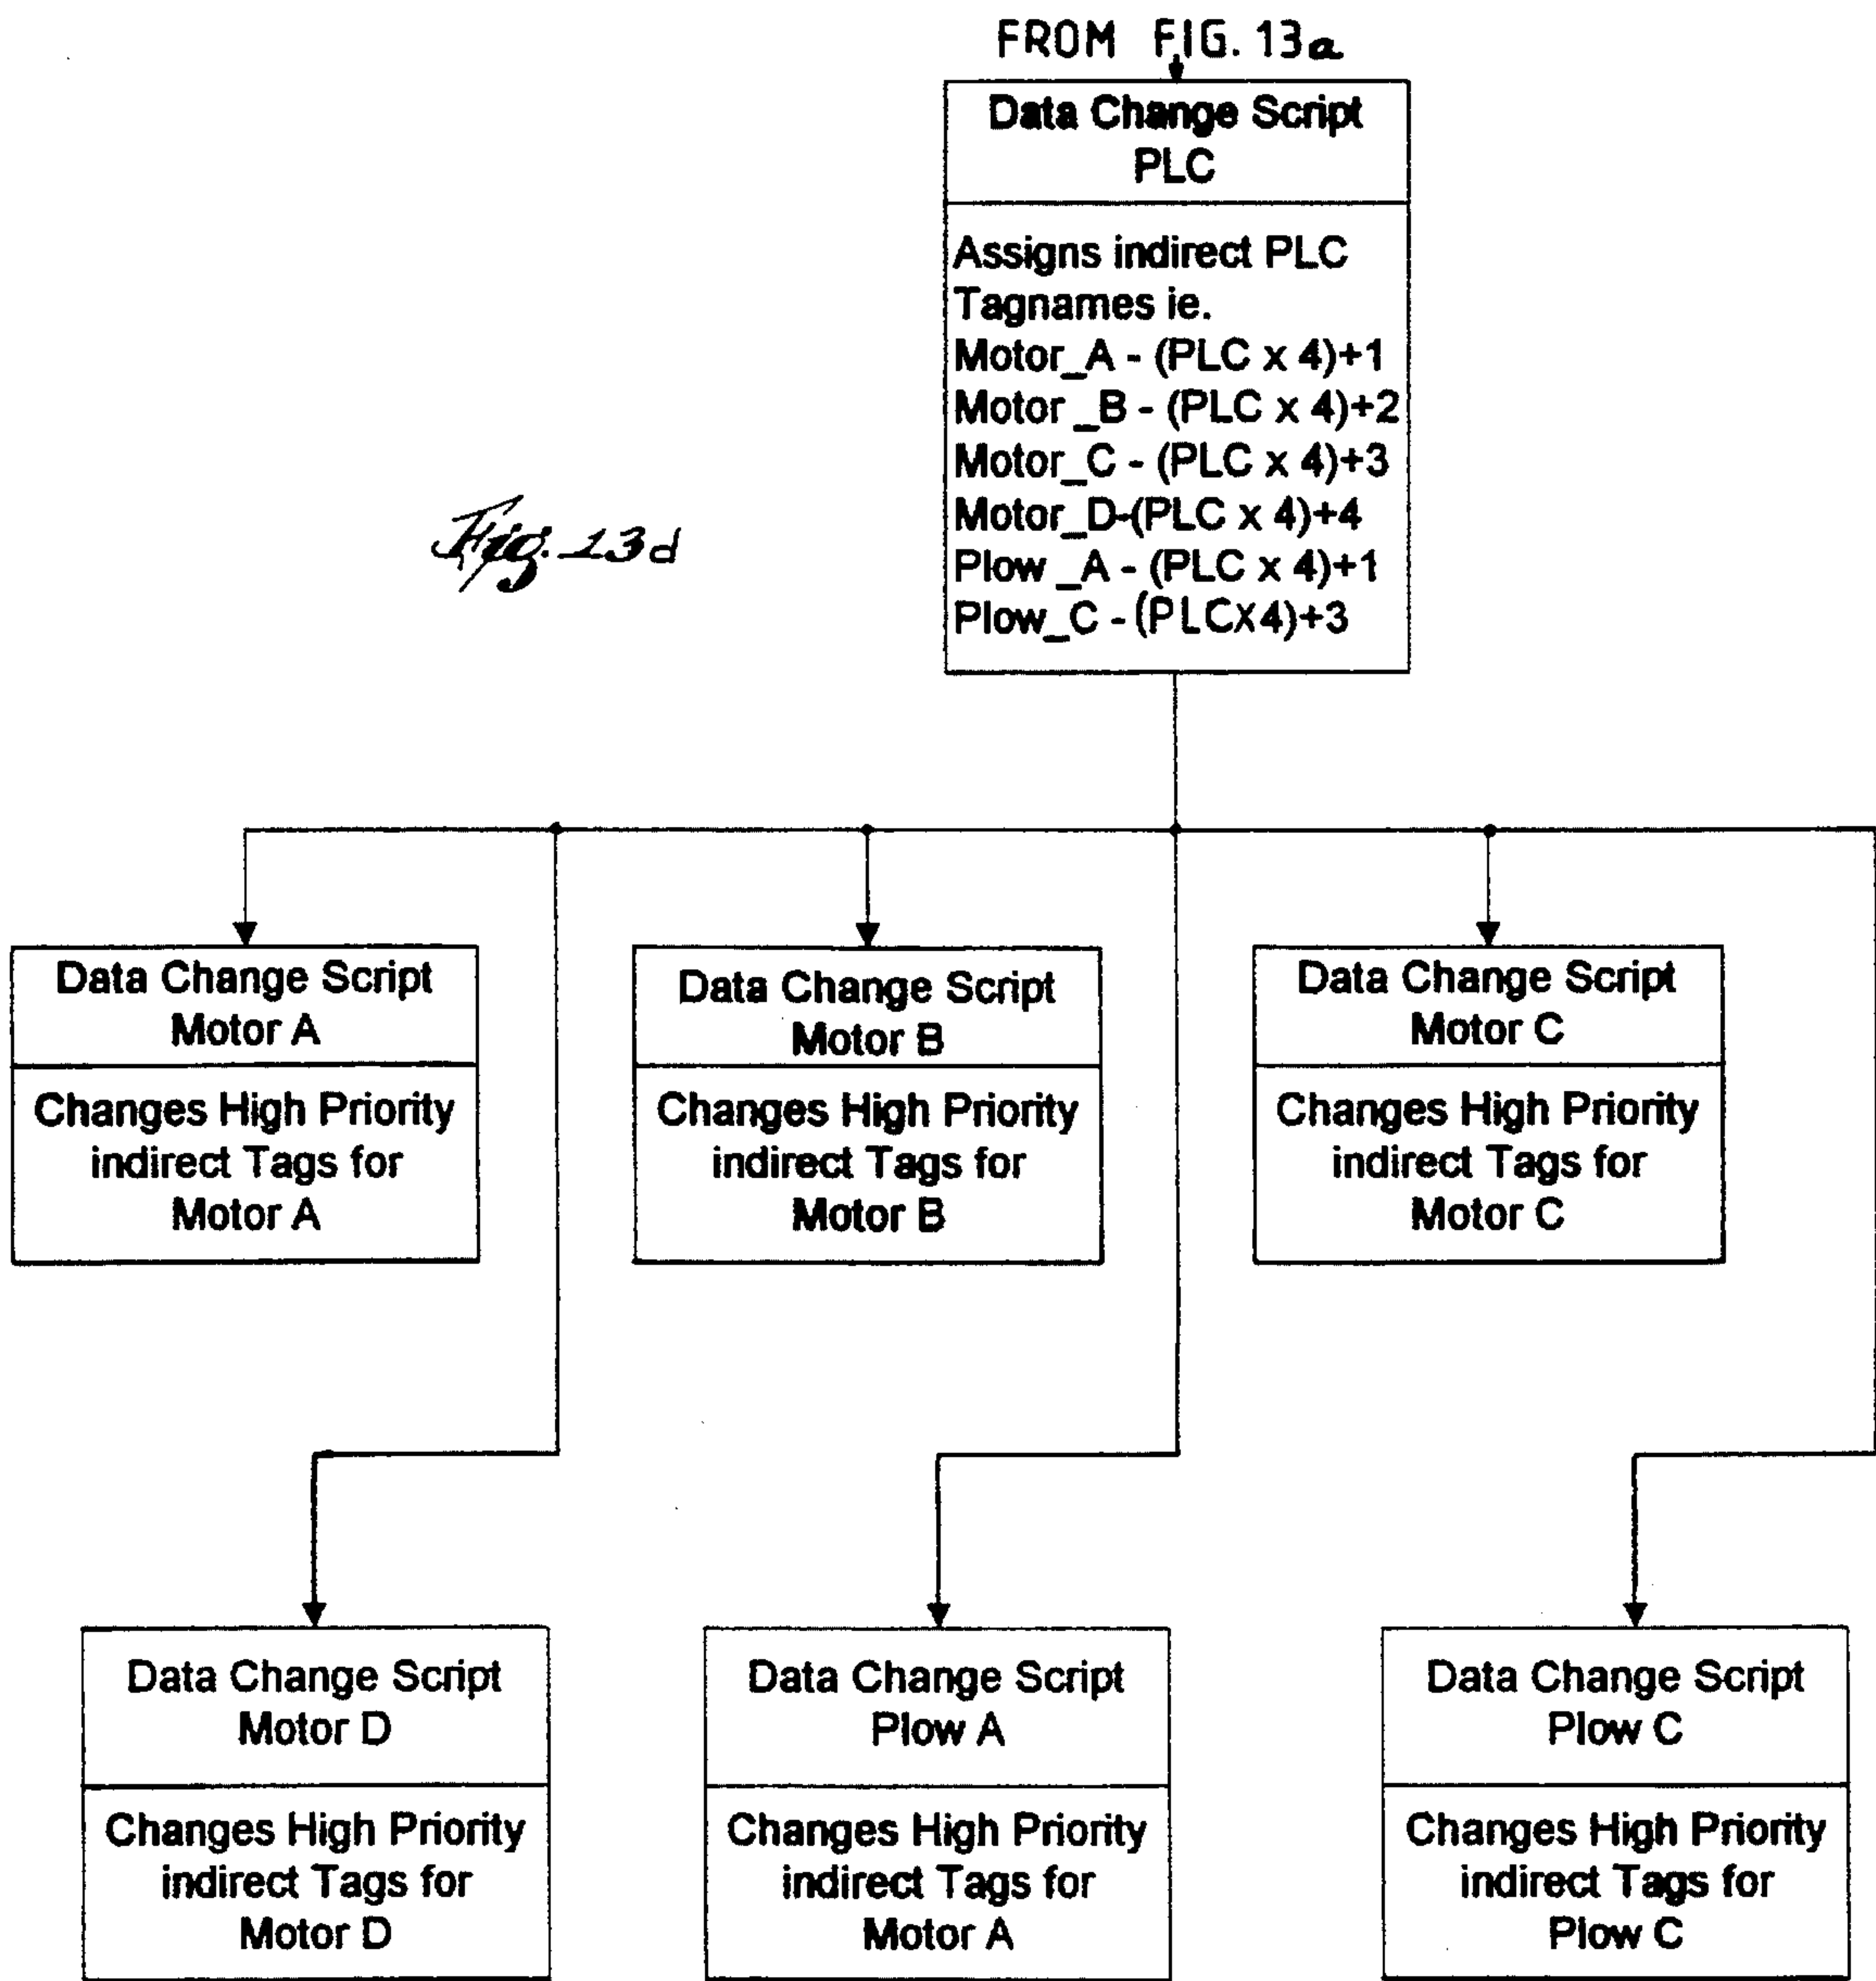 FROM FIG. 13a
Data Change Script
PLC
Assigns indirect PLC
Tagnames ie.
Motor_A - (PLC x 4)+1
Motor _B - (PLC x 4)+2
Motor_C - (PLC x 4)+3
Motor_D-(PLC x 4)+4
Plow _A - (PLC x 4)+1
Plow_C - (PLCX4)+3
Fig. 13d
Data Change Script
Motor A
Changes High Priority
indirect Tags for
Motor A
Data Change Script
Motor B
Changes High Priority
indirect Tags for
Motor B
Data Change Script
Motor C
Changes High Priority
indirect Tags for
Motor C
Data Change Script
Motor D
Changes High Priority
indirect Tags for
Motor D
Data Change Script
Plow A
Changes High Priority
indirect Tags for
Motor A
Data Change Script
Plow C
Changes High Priority
indirect Tags for
Plow C